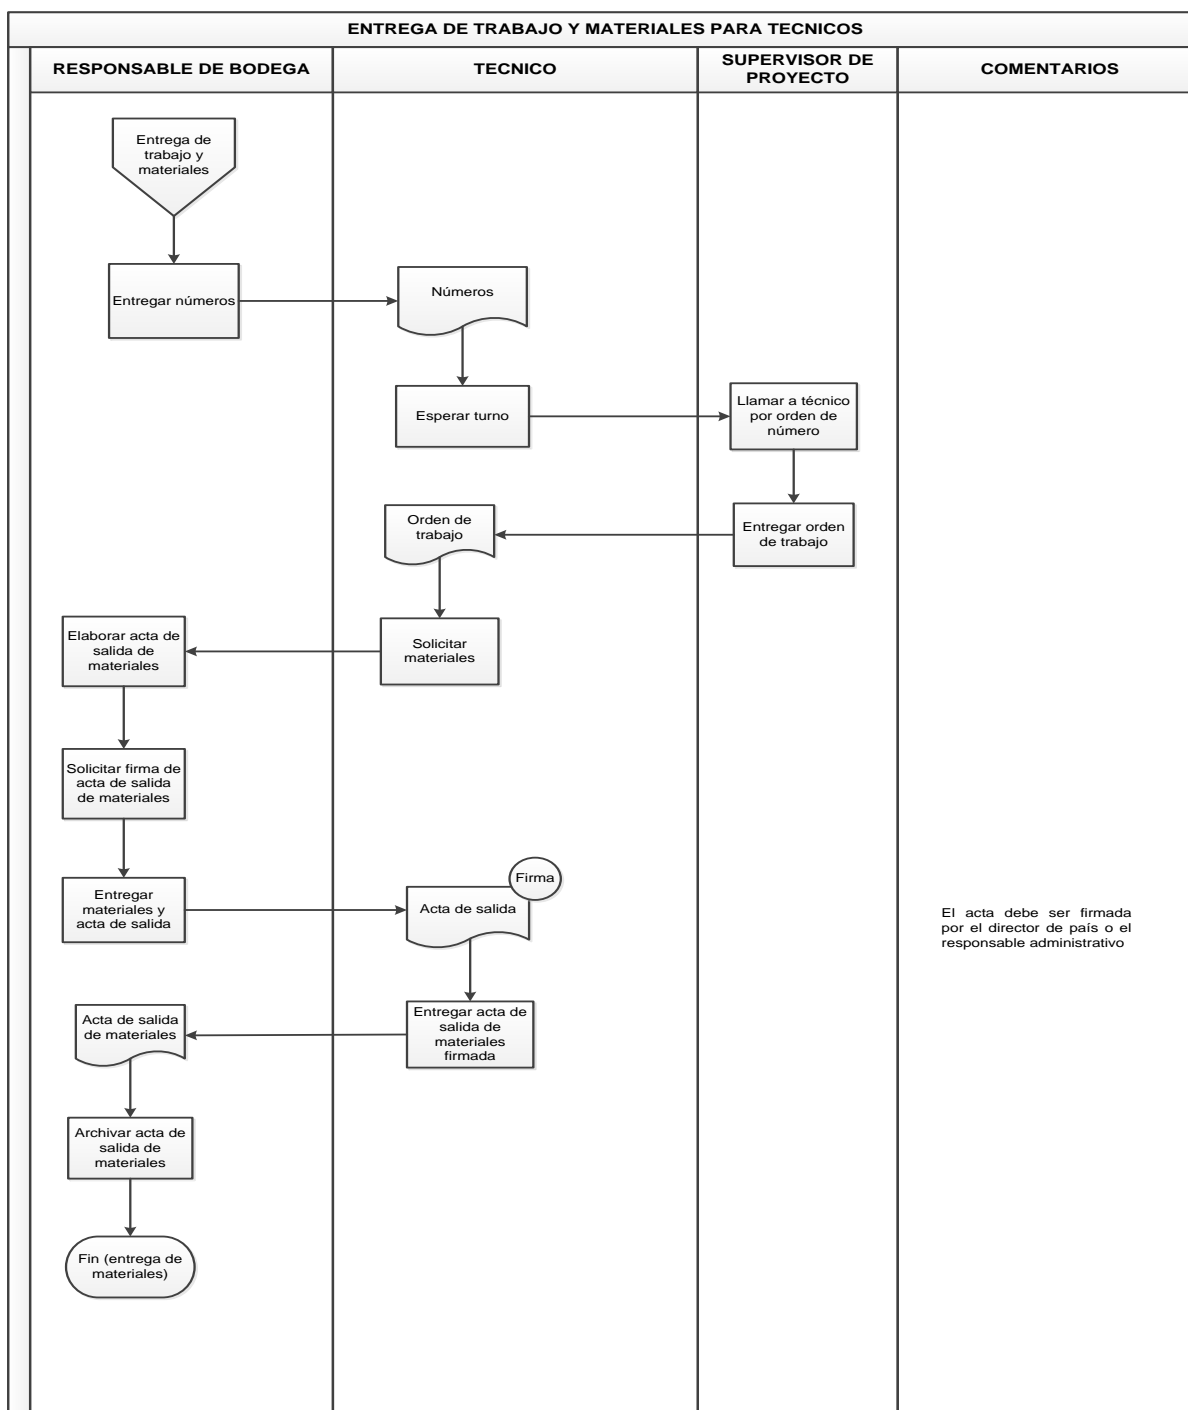 ENTREGA DE TRABAJO Y MATERIALES PARA TECNICOS
RESPONSABLE DE BODEGA
TECNICO
SUPERVISOR DE
PROYECTO
COMENTARIOS
Entrega de
trabajo y
materiales
Entregar números
Números
Esperar turno
Llamar a técnico
por orden de
número
Entregar orden
de trabajo
Orden de
trabajo
Solicitar
materiales
Elaborar acta de
salida de
materiales
Solicitar firma de
acta de salida
de materiales
Entregar
materiales y
acta de salida
Firma
Acta de salida
El acta debe ser firmada
por el director de país o el
responsable administrativo
Entregar acta de
salida de
materiales
firmada
Acta de salida
de materiales
Archivar acta de
salida de
materiales
Fin (entrega de
materiales)